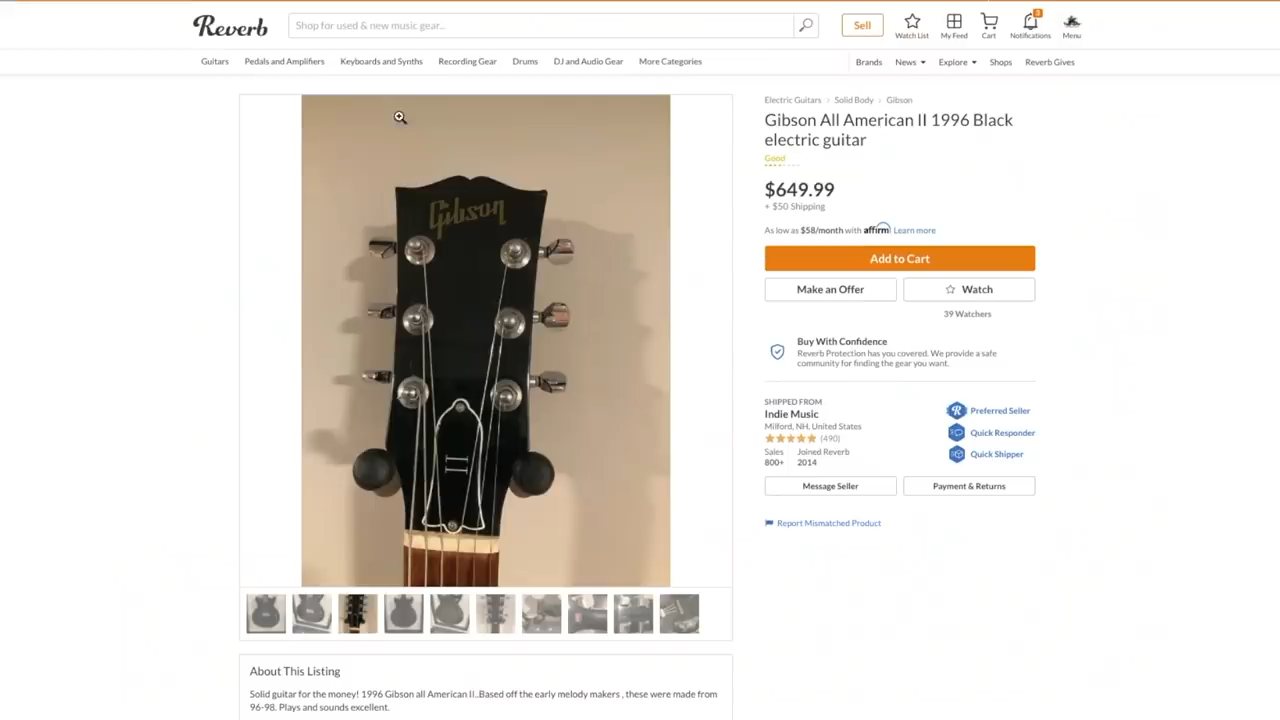 Reverb
Shop for used & new music gear...
Sell
Watch List
My Feed
Cart
Notifications
Menu
Guitars
Pedals and Amplifiers
Keyboards and Synths
Recording Gear
Drums
DJ and Audio Gear
More Categories
Brands
News
Explore
Shops
Reverb Gives
Gibson
II
Electric Guitars › Solid Body › Gibson
Gibson All American II 1996 Black
electric guitar
Good
$649.99
+ $50 Shipping
As low as $58/month with affirm Learn more
Add to Cart
Make an Offer
Watch
39 Watchers
Buy With Confidence
Reverb Protection has you covered. We provide a safe
community for finding the gear you want.
SHIPPED FROM
Indie Music
Milford, NH, United States
(490)
Sales
800+
Joined Reverb
2014
Preferred Seller
Quick Responder
Quick Shipper
Message Seller
Payment & Returns
Report Mismatched Product
About This Listing
Solid guitar for the money! 1996 Gibson all American II..Based off the early melody makers , these were made from
96-98. Plays and sounds excellent.